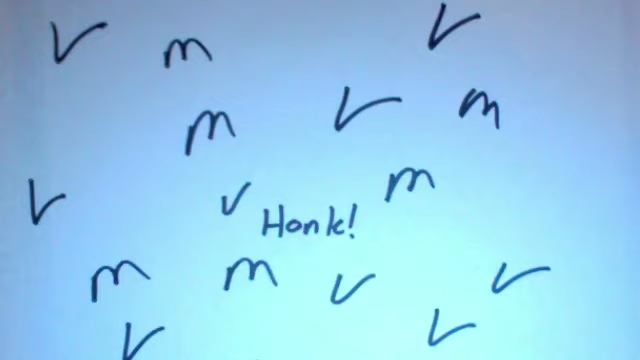 ✓ m ✓
m ✓ m
✓ ✓ m
Honk!
m m ✓ ✓
✓ ✓